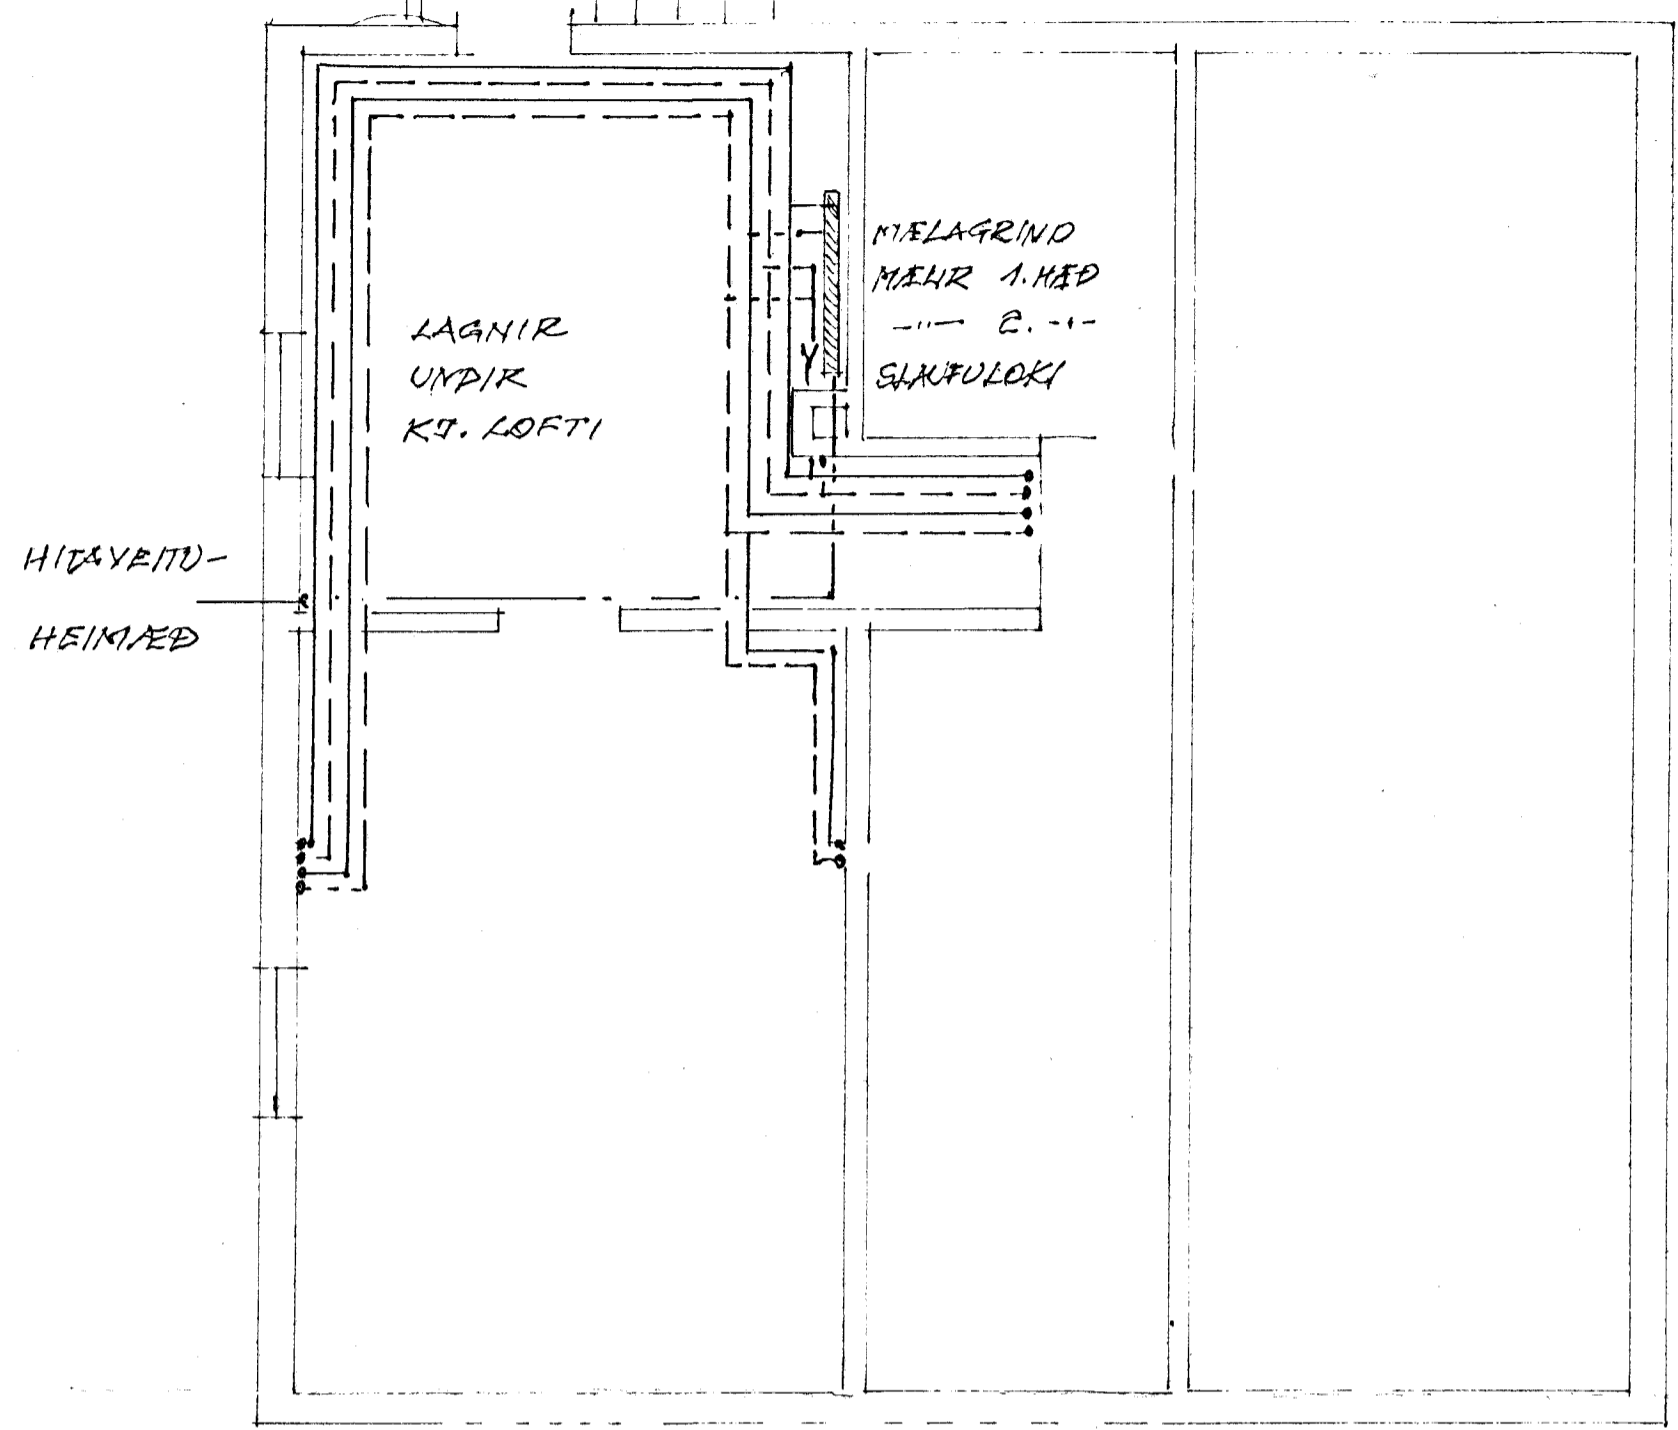 LAGNIR
UNDIR
KJ. LOFTI
MÆLAGRIND
MÆLIR 1. HÆÐ
-"- 2. -"-
SLAUFULOKI
HITAVEITU-
HEIMÆÐ